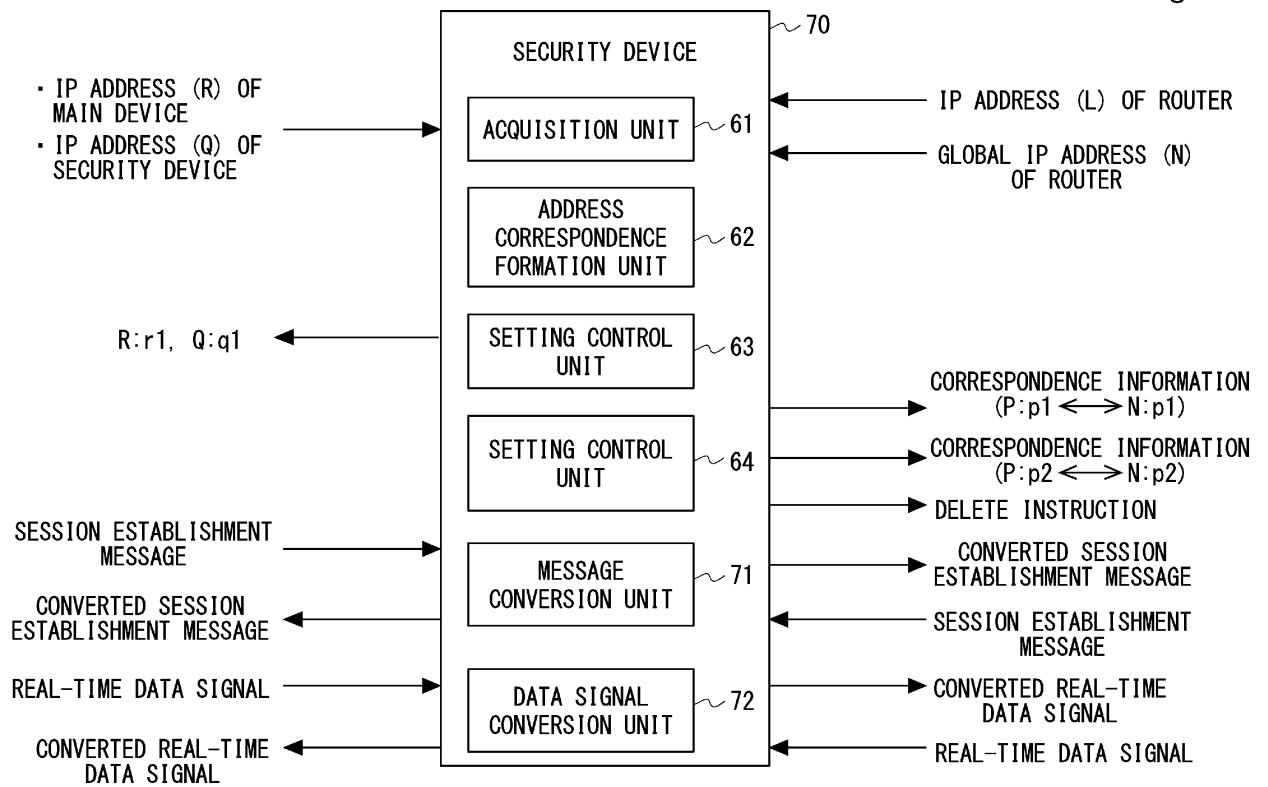 g
70
SECURITY DEVICE
・IP ADDRESS (R) OF
MAIN DEVICE
・IP ADDRESS (Q) OF
SECURITY DEVICE
IP ADDRESS (L) OF ROUTER
GLOBAL IP ADDRESS (N)
OF ROUTER
ACQUISITION UNIT
61
ADDRESS
CORRESPONDENCE
FORMATION UNIT
62
R:r1, Q:q1
SETTING CONTROL
UNIT
63
CORRESPONDENCE INFORMATION
(P:p1 ⟷ N:p1)
SETTING CONTROL
UNIT
64
CORRESPONDENCE INFORMATION
(P:p2 ⟷ N:p2)
DELETE INSTRUCTION
SESSION ESTABLISHMENT
MESSAGE
MESSAGE
CONVERSION UNIT
71
CONVERTED SESSION
ESTABLISHMENT MESSAGE
CONVERTED SESSION
ESTABLISHMENT MESSAGE
SESSION ESTABLISHMENT
MESSAGE
REAL-TIME DATA SIGNAL
DATA SIGNAL
CONVERSION UNIT
72
CONVERTED REAL-TIME
DATA SIGNAL
CONVERTED REAL-TIME
DATA SIGNAL
REAL-TIME DATA SIGNAL